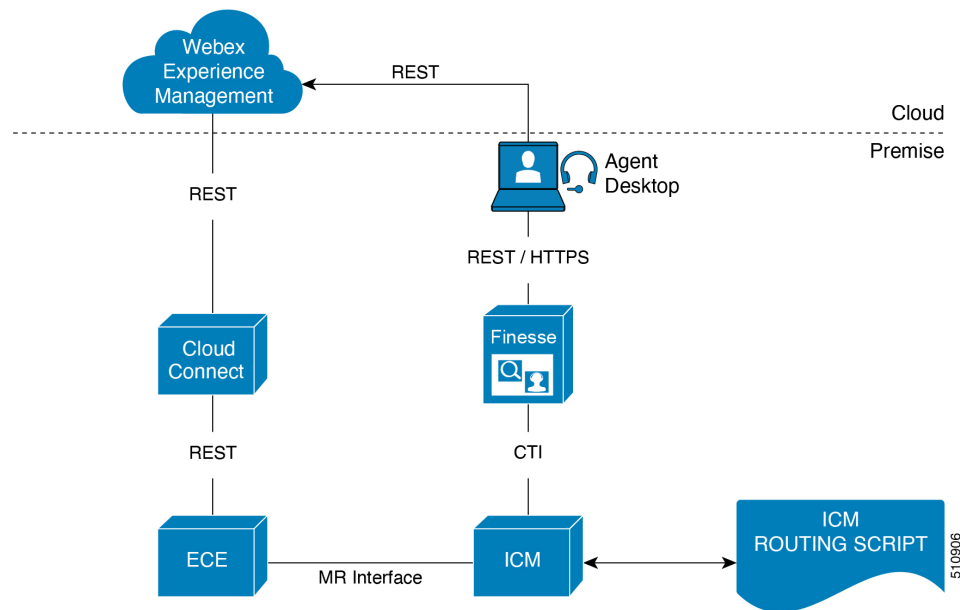 Webex
Experience
Management
REST
Cloud
Premise
Agent
Desktop
REST
REST / HTTPS
Finesse
Cloud
Connect
REST
CTI
ECE
MR Interface
ICM
ICM
ROUTING SCRIPT
510906